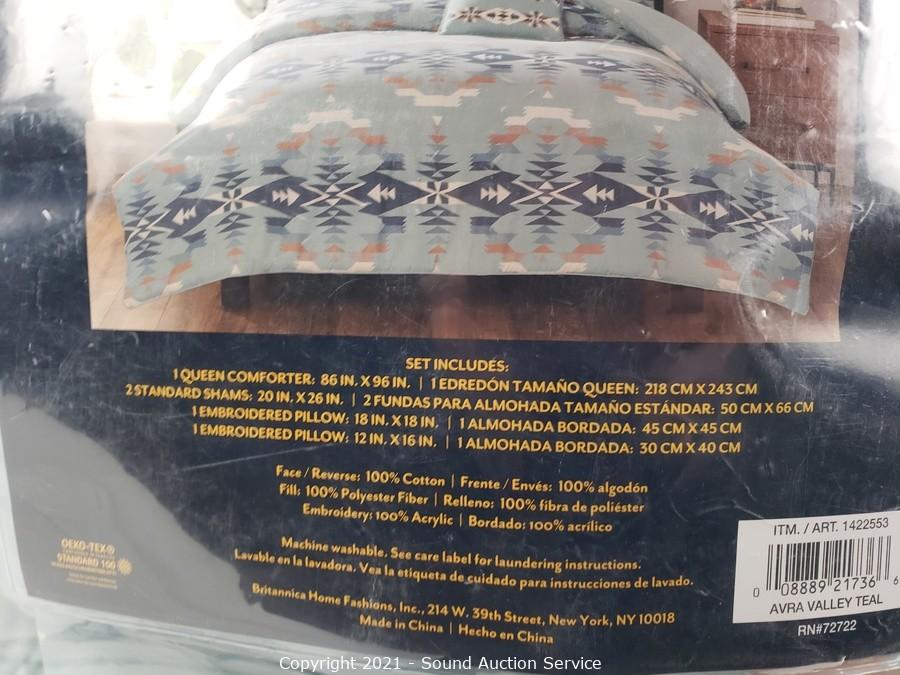 SET INCLUDES:
1 QUEEN COMFORTER: 86 IN. X 96 IN. | 1 EDREDÓN TAMAÑO QUEEN: 218 CM X 243 CM
2 STANDARD SHAMS: 20 IN. X 26 IN. | 2 FUNDAS PARA ALMOHADA TAMAÑO ESTÁNDAR: 50 CM X 66 CM
1 EMBROIDERED PILLOW: 18 IN. X 18 IN. | 1 ALMOHADA BORDADA: 45 CM X 45 CM
1 EMBROIDERED PILLOW: 12 IN. X 16 IN. | 1 ALMOHADA BORDADA: 30 CM X 40 CM
Face / Reverse: 100% Cotton | Frente / Envés: 100% algodón
Fill: 100% Polyester Fiber | Relleno: 100% fibra de poliéster
Embroidery: 100% Acrylic | Bordado: 100% acrílico
Machine washable. See care label for laundering instructions.
Lavable en la lavadora. Vea la etiqueta de cuidado para instrucciones de lavado.
Britannica Home Fashions, Inc., 214 W. 39th Street, New York, NY 10018
Made in China | Hecho en China
OEKO-TEX®
STANDARD 100
ITM. / ART. 1422553
0 08889 21736 6
AVRA VALLEY TEAL
RN#72722
Copyright 2021 - Sound Auction Service